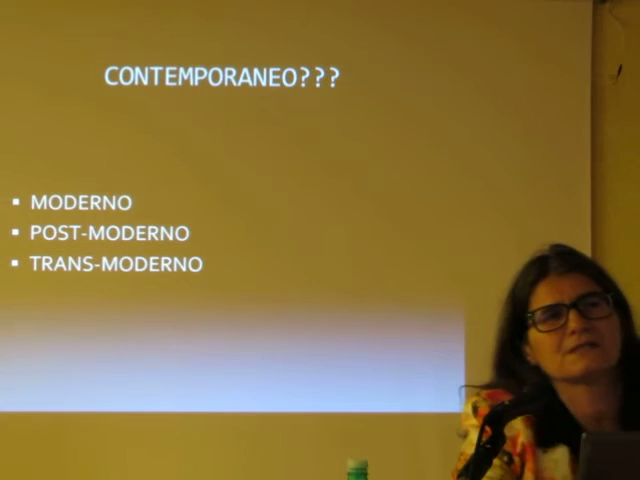 CONTEMPORANEO???
▪ MODERNO
▪ POST-MODERNO
▪ TRANS-MODERNO